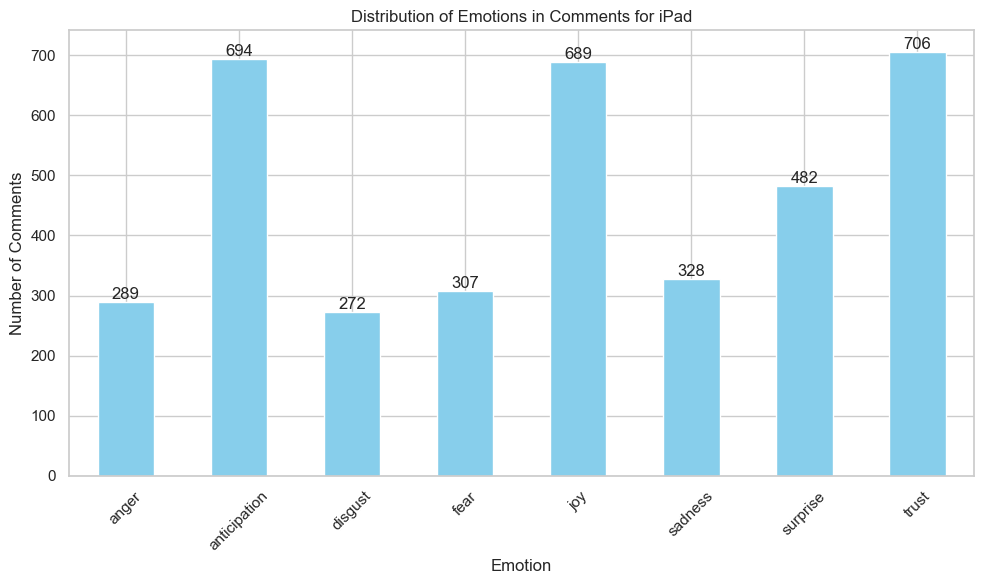 Distribution of Emotions in Comments for iPad
Number of Comments
700
600
500
400
300
200
100
0
289
694
272
307
689
328
482
706
anger
anticipation
disgust
fear
joy
sadness
surprise
trust
Emotion